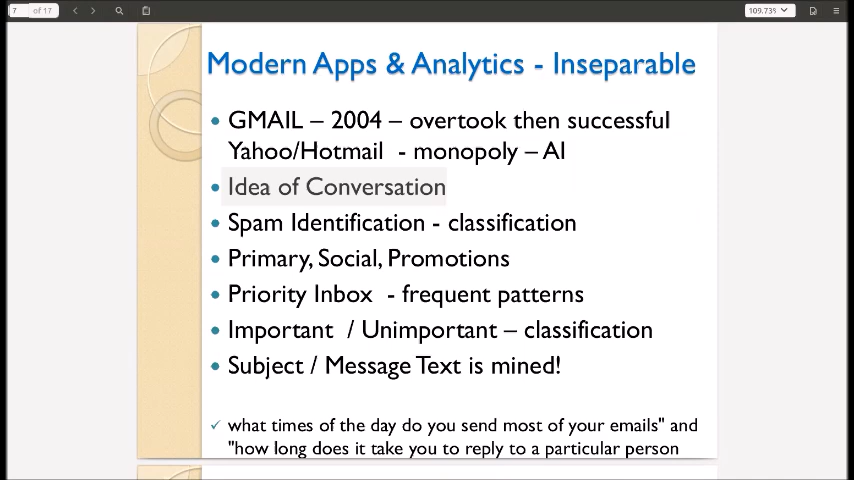 7 of 17
109.73%
Modern Apps & Analytics - Inseparable
• GMAIL – 2004 – overtook then successful
Yahoo/Hotmail - monopoly – AI
• Idea of Conversation
• Spam Identification - classification
• Primary, Social, Promotions
• Priority Inbox - frequent patterns
• Important / Unimportant – classification
• Subject / Message Text is mined!
✓ what times of the day do you send most of your emails" and
"how long does it take you to reply to a particular person